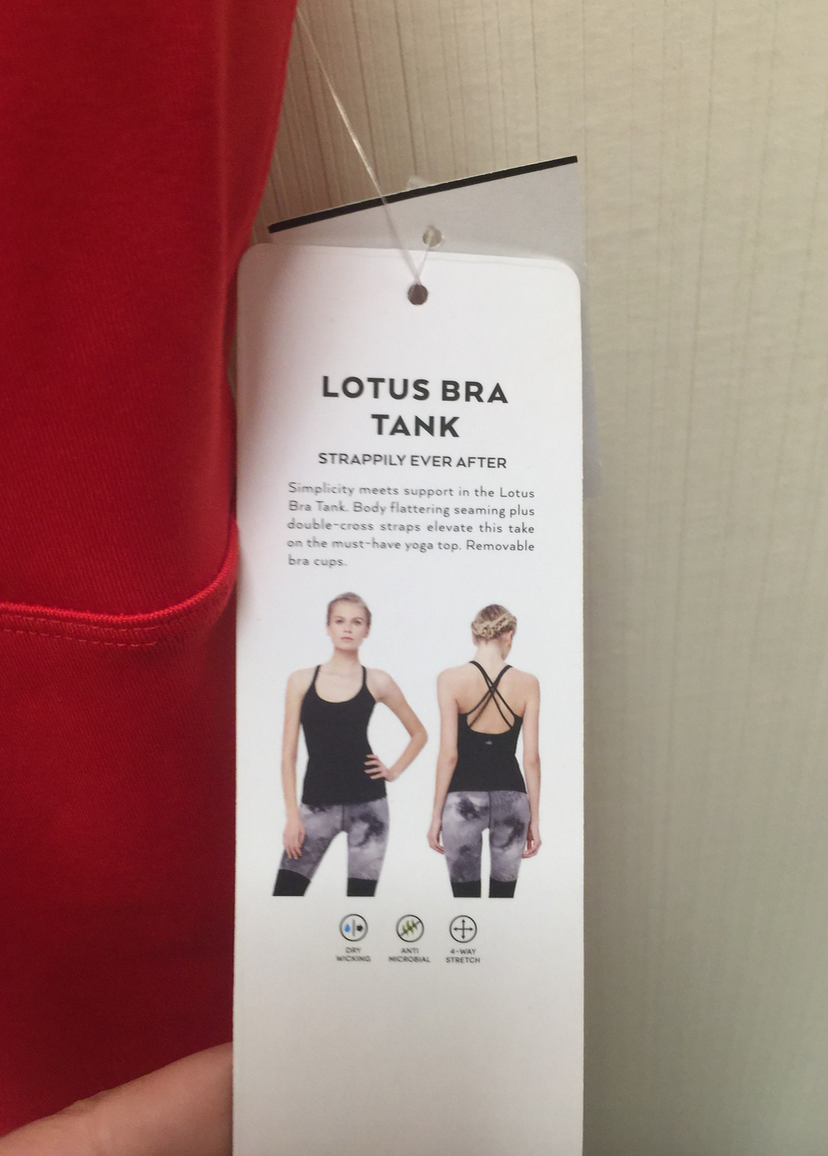 LOTUS BRA
TANK
STRAPPILY EVER AFTER
Simplicity meets support in the Lotus
Bra Tank. Body flattering seaming plus
double-cross straps elevate this take
on the must-have yoga top. Removable
bra cups.
DRY WICKING
ANTI MICROBIAL
4-WAY STRETCH